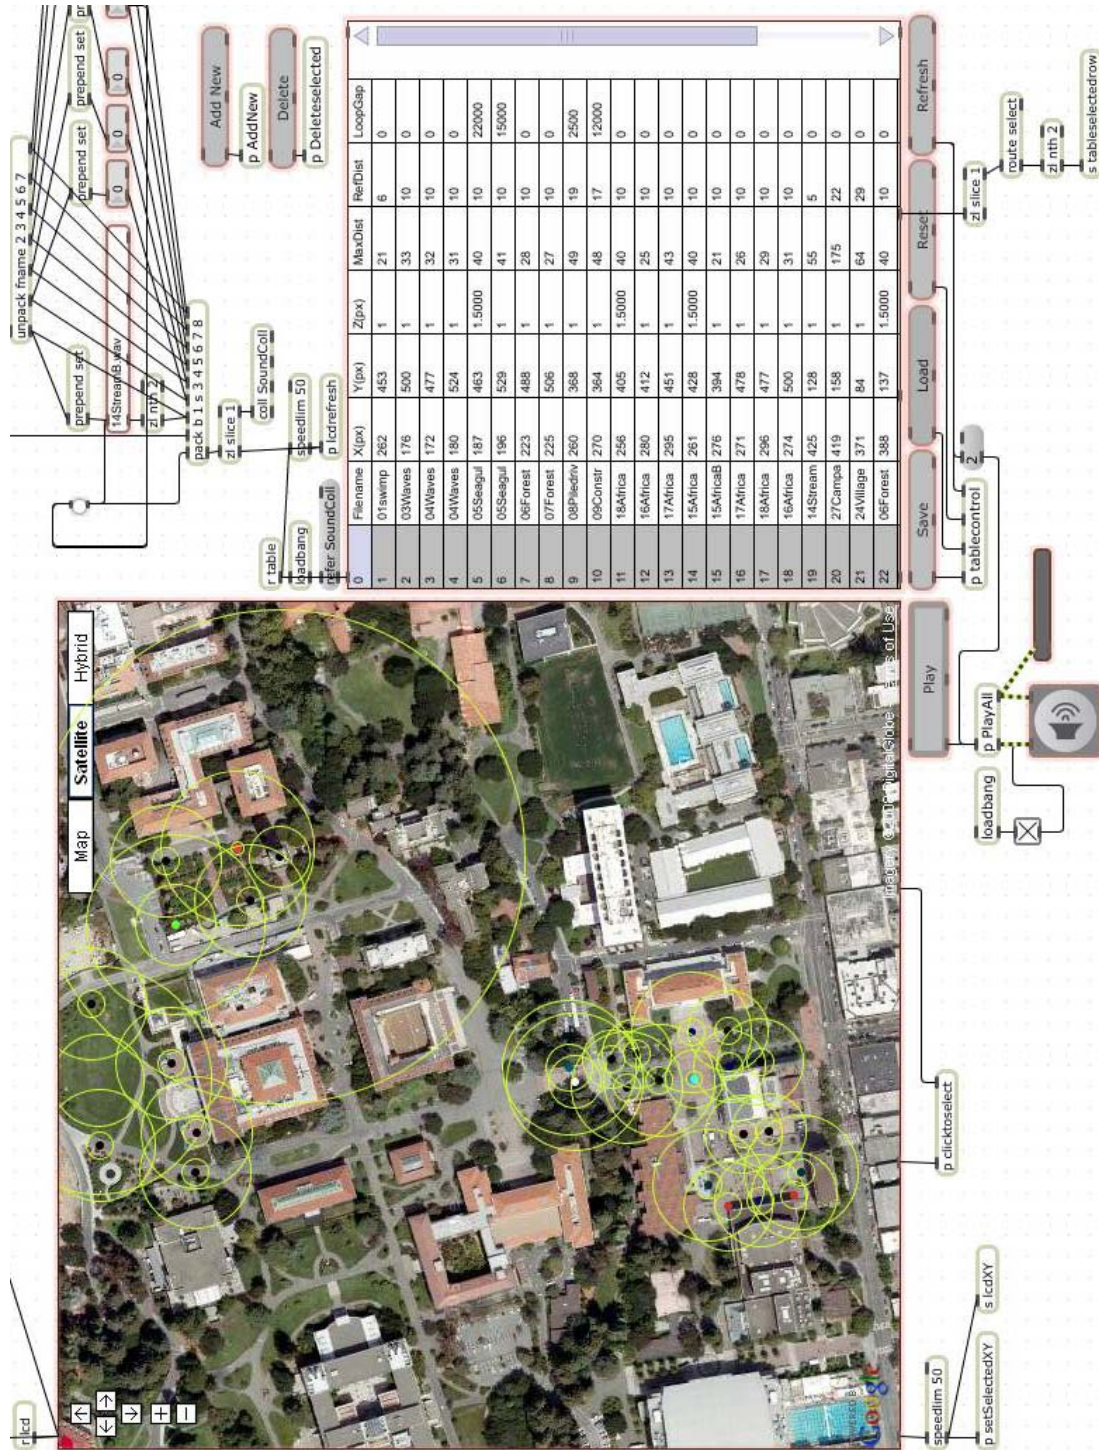 r lcd
unpack fname 2 3 4 5 6 7
prepend set
prepend set
prepend set
14StreamB.wav
0
0
0
zl nth 2
pack b 1 s 3 4 5 6 7 8
zl slice 1
coll SoundColl
Add New
p AddNew
Delete
p Deleteselected
r table
loadbang
speedlim 50
refer SoundColl
p lcdrefresh
Map
Satellite
Hybrid
0 Filename X(px) Y(px) Z(px) MaxDist RefDist LoopGap
1 01swimp 262 453 1 21 6 0
2 03Waves 176 500 1 33 10 0
3 04Waves 172 477 1 32 10 0
4 04Waves 180 524 1 31 10 0
5 05Seagul 187 463 1.5000 40 10 22000
6 05Seagul 196 529 1 41 10 15000
7 06Forest 223 488 1 28 10 0
8 07Forest 225 506 1 27 10 0
9 08Piledriv 260 368 1 49 19 2500
10 09Constr 270 364 1 48 17 12000
11 18Africa 256 405 1.5000 40 10 0
12 16Africa 280 412 1 25 10 0
13 17Africa 295 451 1 43 10 0
14 15Africa 261 428 1.5000 40 10 0
15 15AfricaB 276 394 1 21 10 0
16 17Africa 271 478 1 26 10 0
17 18Africa 296 477 1 29 10 0
18 16Africa 274 500 1 31 10 0
19 14Stream 425 128 1 55 5 0
20 27Campa 419 158 1 175 22 0
21 24Village 371 84 1 64 29 0
22 06Forest 388 137 1.5000 40 10 0
Google
Play
Save
Load
Reset
Refresh
speedlim 50
p setSelectedXY
s lcdXY
p clicktoselect
loadbang
p PlayAll
p tablecontrol
2
zl slice 1
route select
zl nth 2
s tableselectedrow